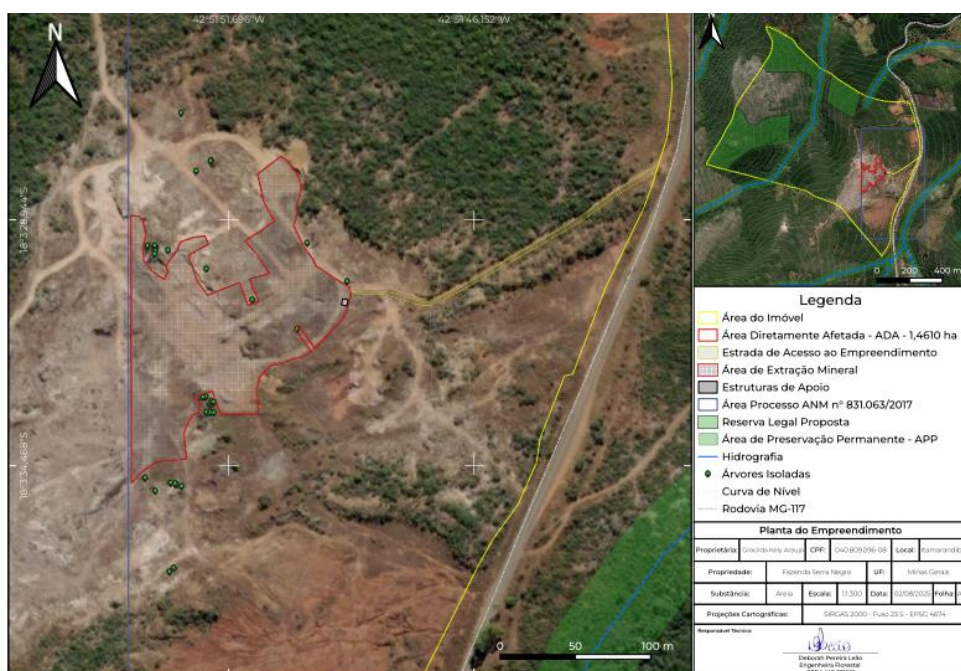 42°51'51,696"W
42°51'46,152"W
N
N
18°328,944"S
18°334,488"S
0 50 100 m
0 200 400 m
Legenda
Área do Imóvel
Área Diretamente Afetada - ADA - 1,4610 ha
Estrada de Acesso ao Empreendimento
Área de Extração Mineral
Estruturas de Apoio
Área Processo ANM nº 831.063/2017
Reserva Legal Proposta
Área de Preservação Permanente - APP
Hidrografia
Árvores Isoladas
Curva de Nível
Rodovia MG-117
Planta do Empreendimento
Proprietária: CPF: 040.809.096-08 Local:
Propriedade: Fazenda Serra Negra UF: Minas Gerais
Substância: Areia Escala: 1:1.300 Data: 02/08/2025 Folha:
Projeções Cartográficas: SIRGAS 2000 - Fuso 23 S - EPSG 4674
Responsável Técnico:
Deborah Pereira Leão
Engenheira Florestal